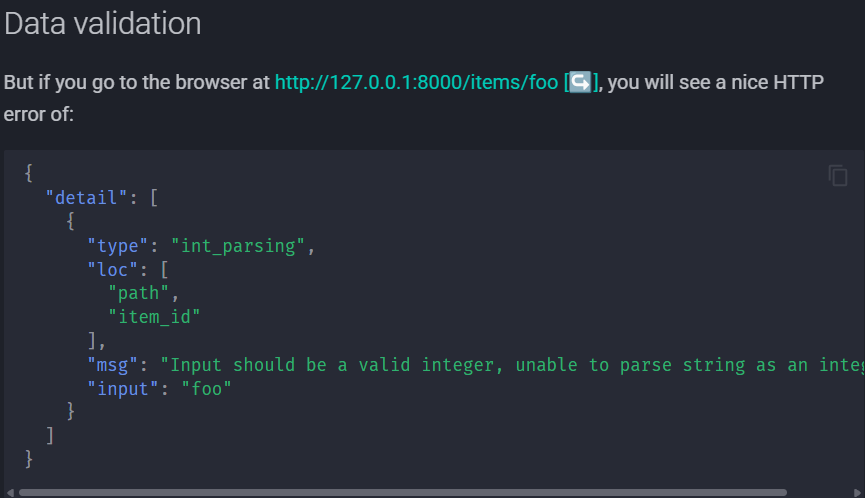 Data validation
But if you go to the browser at http://127.0.0.1:8000/items/foo [↪], you will see a nice HTTP
error of:
{
  "detail": [
    {
      "type": "int_parsing",
      "loc": [
        "path",
        "item_id"
      ],
      "msg": "Input should be a valid integer, unable to parse string as an
      "input": "foo"
    }
  ]
}